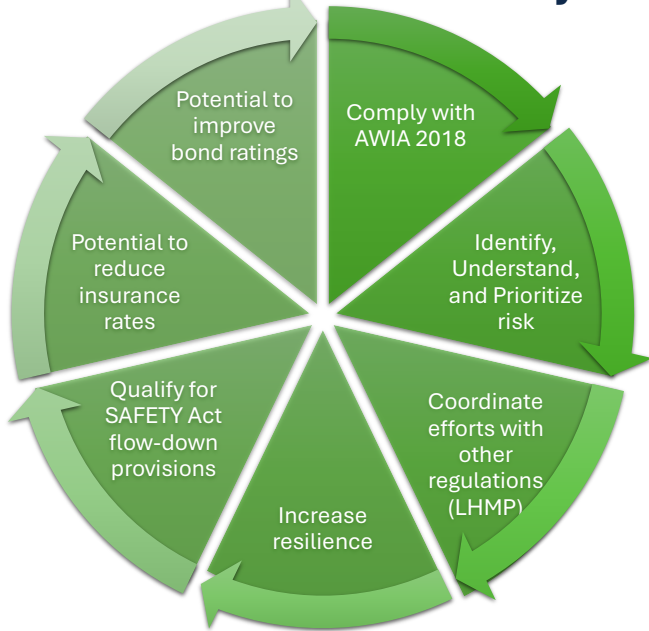 Comply with
AWIA 2018
Identify,
Understand,
and Prioritize
risk
Coordinate
efforts with
other
regulations
(LHMP)
Increase
resilience
Qualify for
SAFETY Act
flow-down
provisions
Potential to
reduce
insurance
rates
Potential to
improve
bond ratings